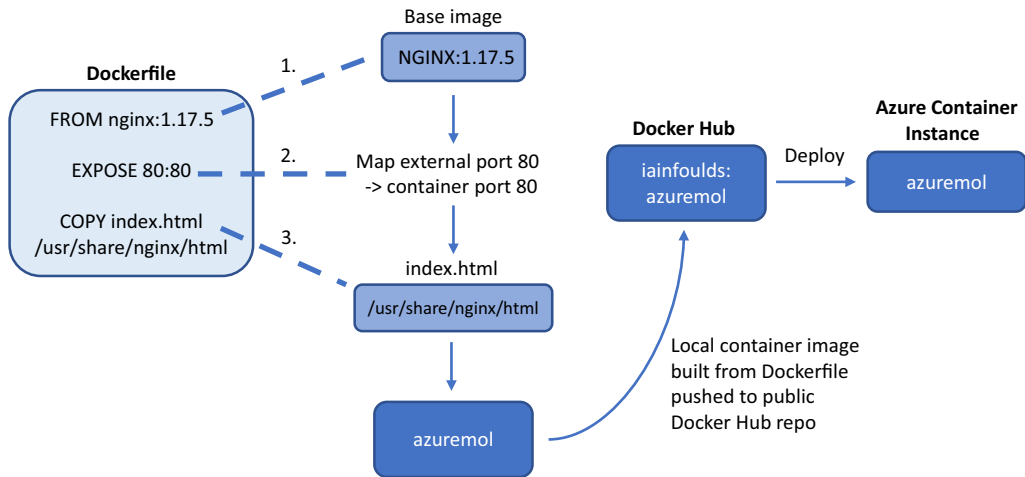 Dockerfile
FROM nginx:1.17.5
EXPOSE 80:80
COPY index.html
/usr/share/nginx/html
1.
2.
3.
Base image
NGINX:1.17.5
Map external port 80
-> container port 80
index.html
/usr/share/nginx/html
azuremol
Docker Hub
iainfoulds:
azuremol
Local container image
built from Dockerfile
pushed to public
Docker Hub repo
Deploy
Azure Container
Instance
azuremol